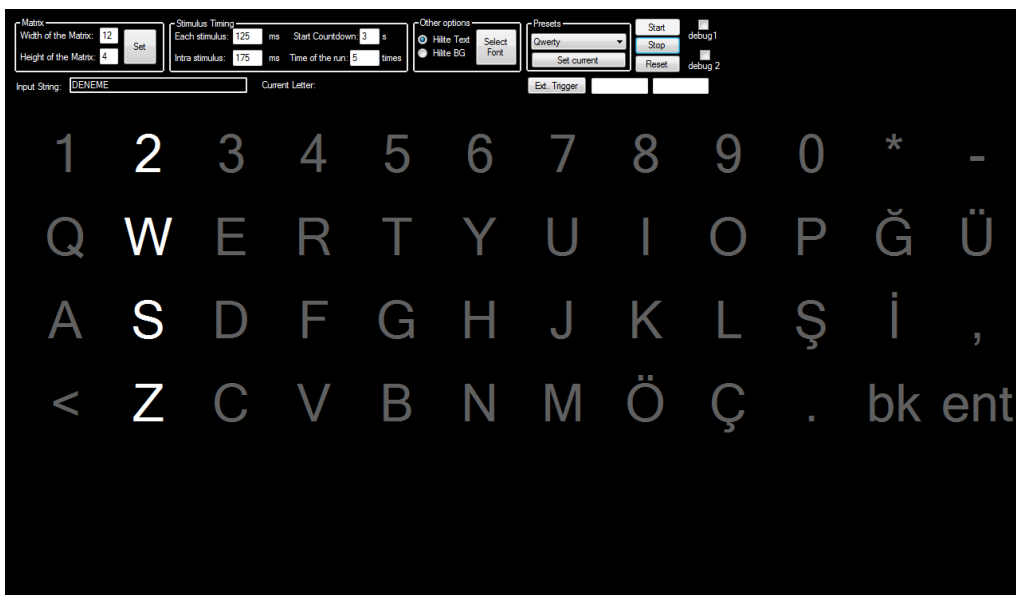 Matrix Stimulus Timing Other options Presets
Width of the Matrix: 12 Set Each stimulus: 125 ms Start Countdown: 3 s Hilite Text Select Font Qwerty Start debug1
Height of the Matrix: 4 Intra stimulus: 175 ms Time of the run: 5 times Hilite BG Set current Stop
Reset debug 2
Input String: DENEME Current Letter: Ext. Trigger
1 2 3 4 5 6 7 8 9 0 * -
Q W E R T Y U I O P Ğ Ü
A S D F G H J K L Ş İ ,
< Z C V B N M Ö Ç . bk ent